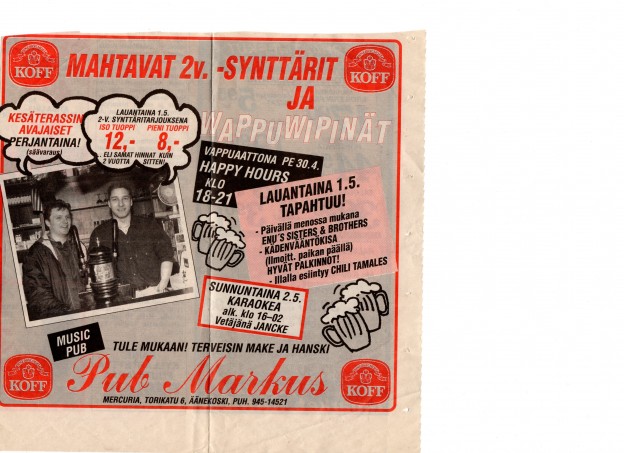 KOFF
MAHTAVAT 2v. -SYNTTÄRIT
KOFF
JA
WAPPUWIPINÄT
KESÄTERASSIN
AVAJAISET
PERJANTAINA!
(säävaraus)
LAUANTAINA 1.5.
2-V. SYNTTÄRITARJOUKSENA
ISO TUOPPI PIENI TUOPPI
12,- 8,-
... ELI SAMAT HINNAT KUIN
2 VUOTTA SITTEN!
VAPPUAATTONA PE 30.4.
HAPPY HOURS
KLO
18-21
LAUANTAINA 1.5.
TAPAHTUU!
- Päivällä menossa mukana
ENU'S SISTERS & BROTHERS
- KÄDENVÄÄNTÖKISA
(Ilmoitt. paikan päällä)
HYVÄT PALKINNOT!
- Illalla esiintyy CHILI TAMALES
SUNNUNTAINA 2.5.
KARAOKEA
alk. klo 16-02
Vetäjänä JANCKE
MUSIC
PUB
TULE MUKAAN! TERVEISIN MAKE JA HANSKI
KOFF
Pub Markus
KOFF
MERCURIA, TORIKATU 6, ÄÄNEKOSKI. PUH. 945-14521